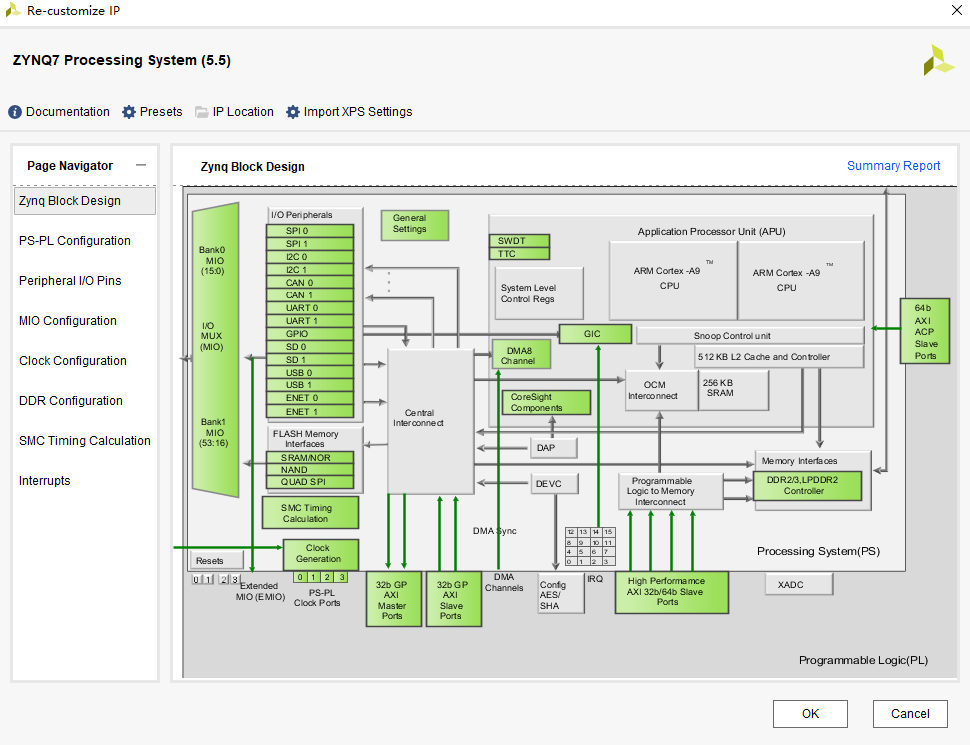 Re-customize IP
ZYNQ7 Processing System (5.5)
Documentation
Presets
IP Location
Import XPS Settings
Page Navigator
Zynq Block Design
PS-PL Configuration
Peripheral I/O Pins
MIO Configuration
Clock Configuration
DDR Configuration
SMC Timing Calculation
Interrupts
Zynq Block Design
Summary Report
Bank0
MIO
(15:0)
I/O
MUX
(MIO)
Bank1
MIO
(53:16)
I/O Peripherals
SPI 0
SPI 1
I2C 0
I2C 1
CAN 0
CAN 1
UART 0
UART 1
GPIO
SD 0
SD 1
USB 0
USB 1
ENET 0
ENET 1
FLASH Memory
Interfaces
SRAM/NOR
NAND
QUAD SPI
SMC Timing
Calculation
Clock
Generation
Resets
0 1 2 3
0 1 2 3
Extended
MIO (EMIO)
PS-PL
Clock Ports
General
Settings
Central
Interconnect
32b GP
AXI
Master
Ports
32b GP
AXI
Slave
Ports
DMA Sync
DMA
Channels
Application Processor Unit (APU)
SWDT
TTC
System Level
Control Regs
ARM Cortex -A9
TM
CPU
ARM Cortex -A9
TM
CPU
GIC
Snoop Control unit
DMA8
Channel
512 KB L2 Cache and Controller
OCM
Interconnect
256 KB
SRAM
CoreSight
Components
DAP
DEVC
Programmable
Logic to Memory
Interconnect
Memory Interfaces
DDR2/3,LPDDR2
Controller
64b
AXI
ACP
Slave
Ports
12 13 14 15
8 9 10 11
4 5 6 7
0 1 2 3
IRQ
Config
AES/
SHA
High Performamce
AXI 32b/64b Slave
Ports
Processing System(PS)
XADC
Programmable Logic(PL)
OK
Cancel